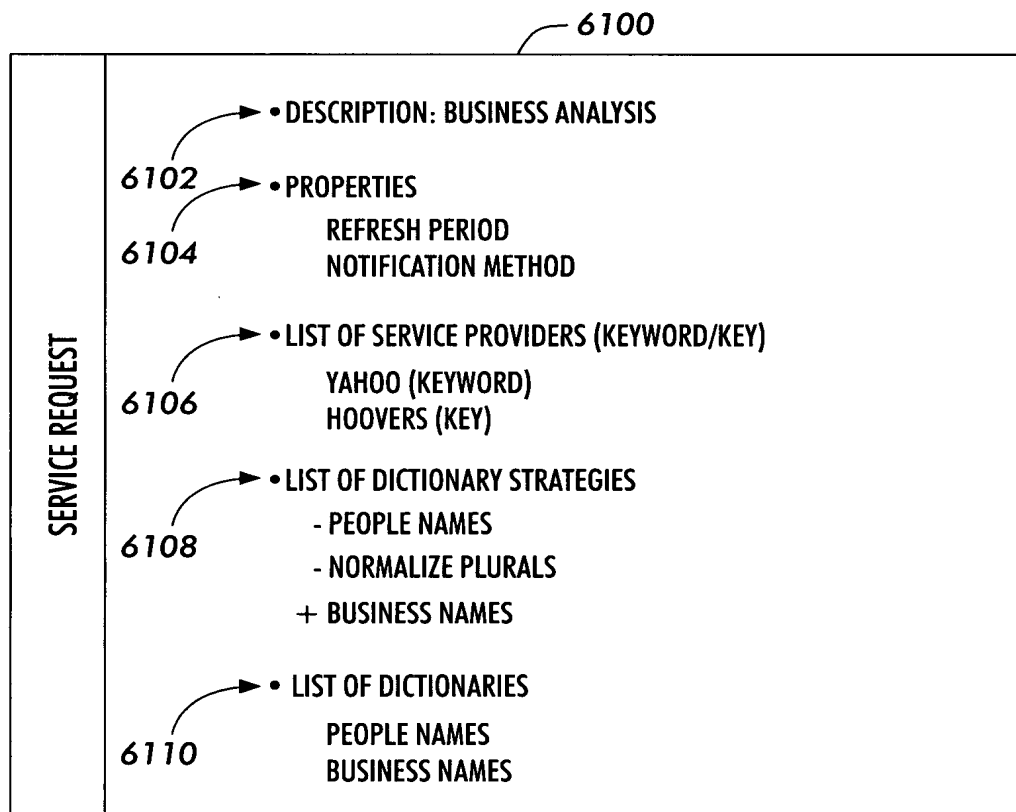 6100
SERVICE REQUEST
6102
• DESCRIPTION: BUSINESS ANALYSIS
6104
• PROPERTIES
REFRESH PERIOD
NOTIFICATION METHOD
6106
• LIST OF SERVICE PROVIDERS (KEYWORD/KEY)
YAHOO (KEYWORD)
HOOVERS (KEY)
6108
• LIST OF DICTIONARY STRATEGIES
- PEOPLE NAMES
- NORMALIZE PLURALS
+ BUSINESS NAMES
6110
• LIST OF DICTIONARIES
PEOPLE NAMES
BUSINESS NAMES